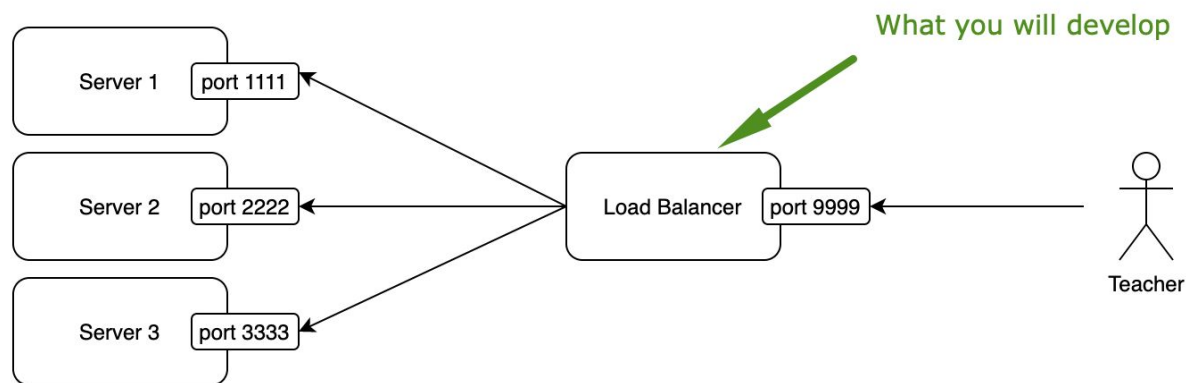 What you will develop
Server 1
port 1111
Server 2
port 2222
Load Balancer
port 9999
Teacher
Server 3
port 3333